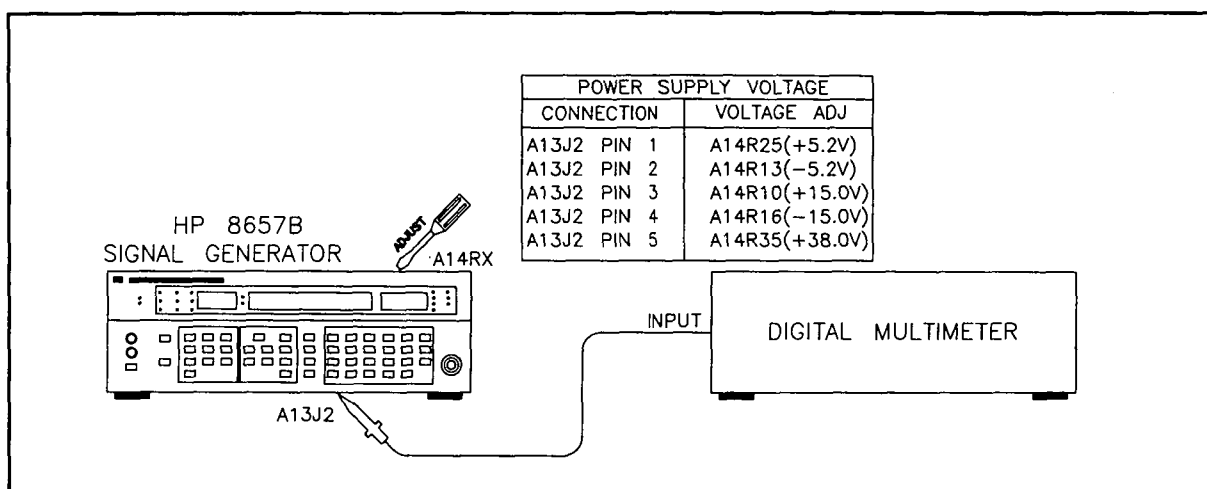 POWER SUPPLY VOLTAGE
CONNECTION VOLTAGE ADJ
A13J2 PIN 1 A14R25(+5.2V)
A13J2 PIN 2 A14R13(-5.2V)
A13J2 PIN 3 A14R10(+15.0V)
A13J2 PIN 4 A14R16(-15.0V)
A13J2 PIN 5 A14R35(+38.0V)
HP 8657B
SIGNAL GENERATOR
ADJUST
A14RX
INPUT
DIGITAL MULTIMETER
A13J2